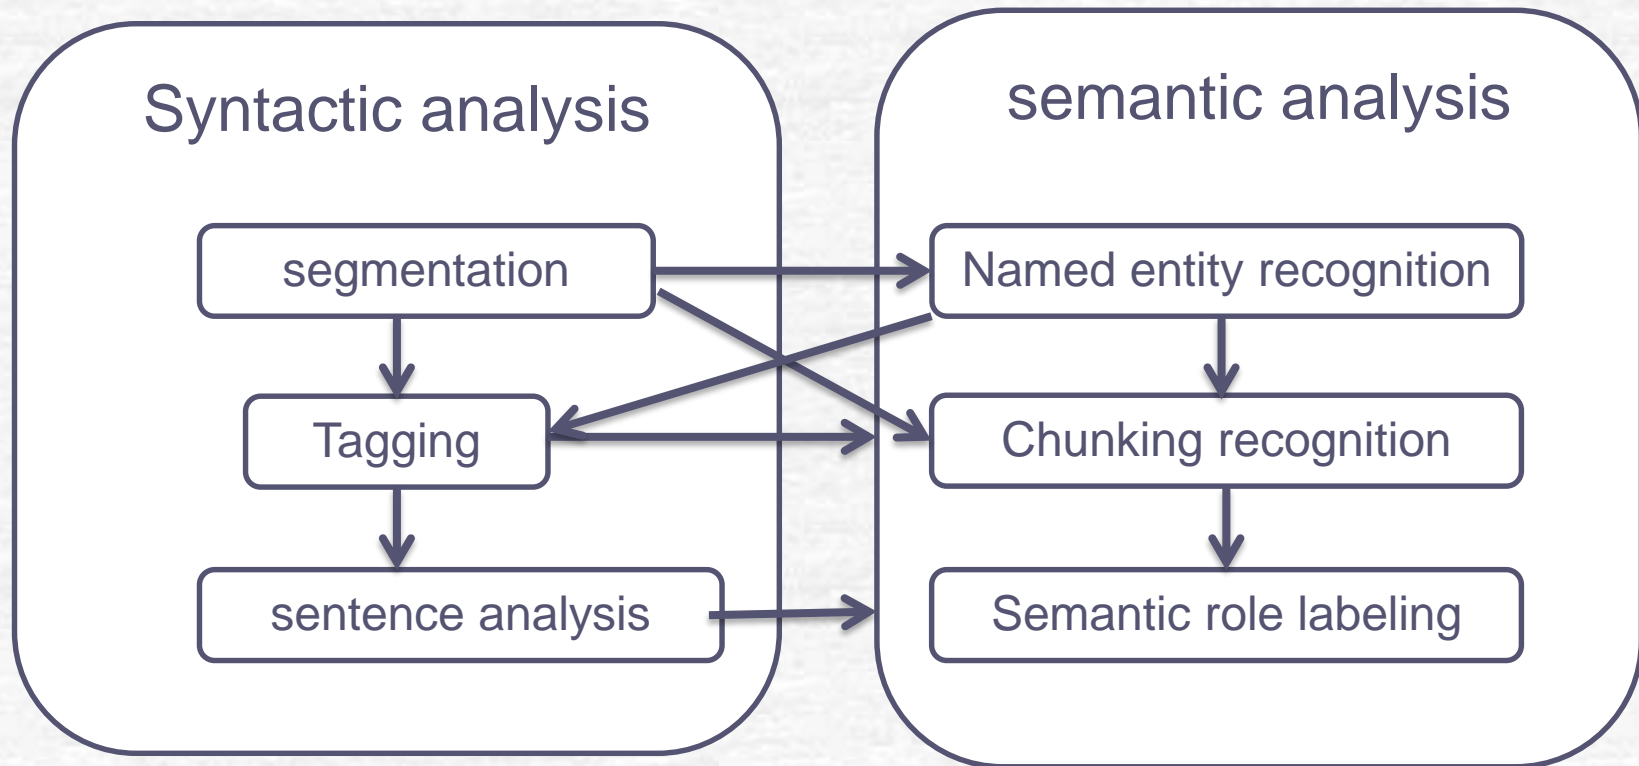 Syntactic analysis
segmentation
Tagging
sentence analysis
semantic analysis
Named entity recognition
Chunking recognition
Semantic role labeling